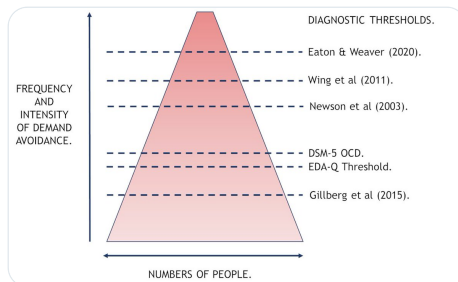 DIAGNOSTIC THRESHOLDS.
Eaton & Weaver (2020).
Wing et al (2011).
Newson et al (2003).
DSM-5 OCD.
EDA-Q Threshold.
Gillberg et al (2015).
FREQUENCY
AND
INTENSITY
OF DEMAND
AVOIDANCE.
NUMBERS OF PEOPLE.